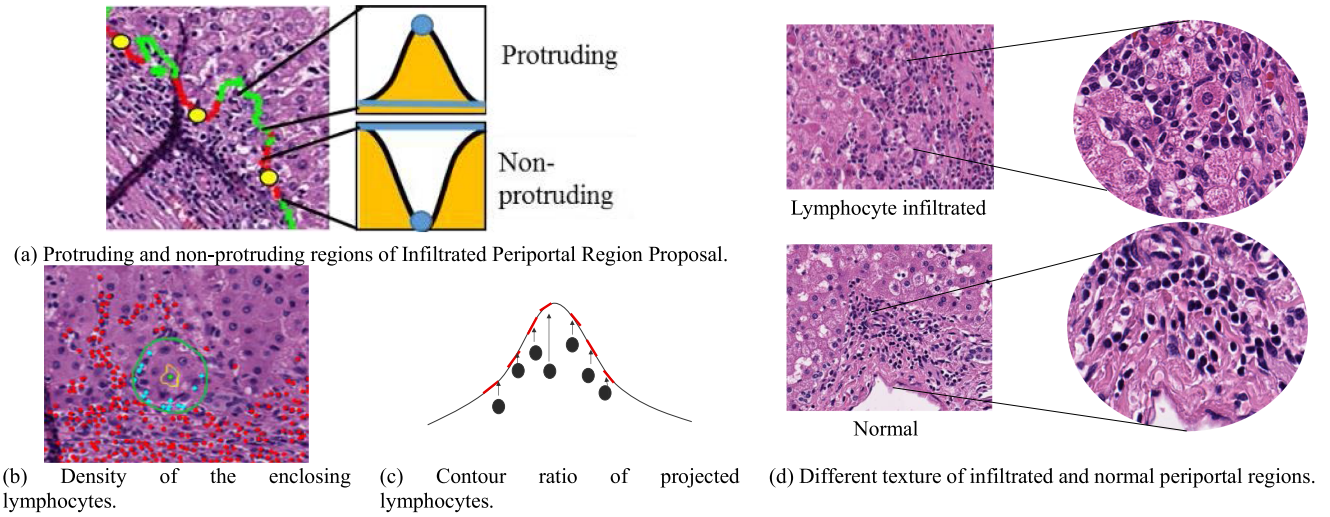 Protruding
Non-
protruding
(a) Protruding and non-protruding regions of Infiltrated Periportal Region Proposal.
(b) Density of the enclosing
lymphocytes.
(c) Contour ratio of projected
lymphocytes.
Lymphocyte infiltrated
Normal
(d) Different texture of infiltrated and normal periportal regions.